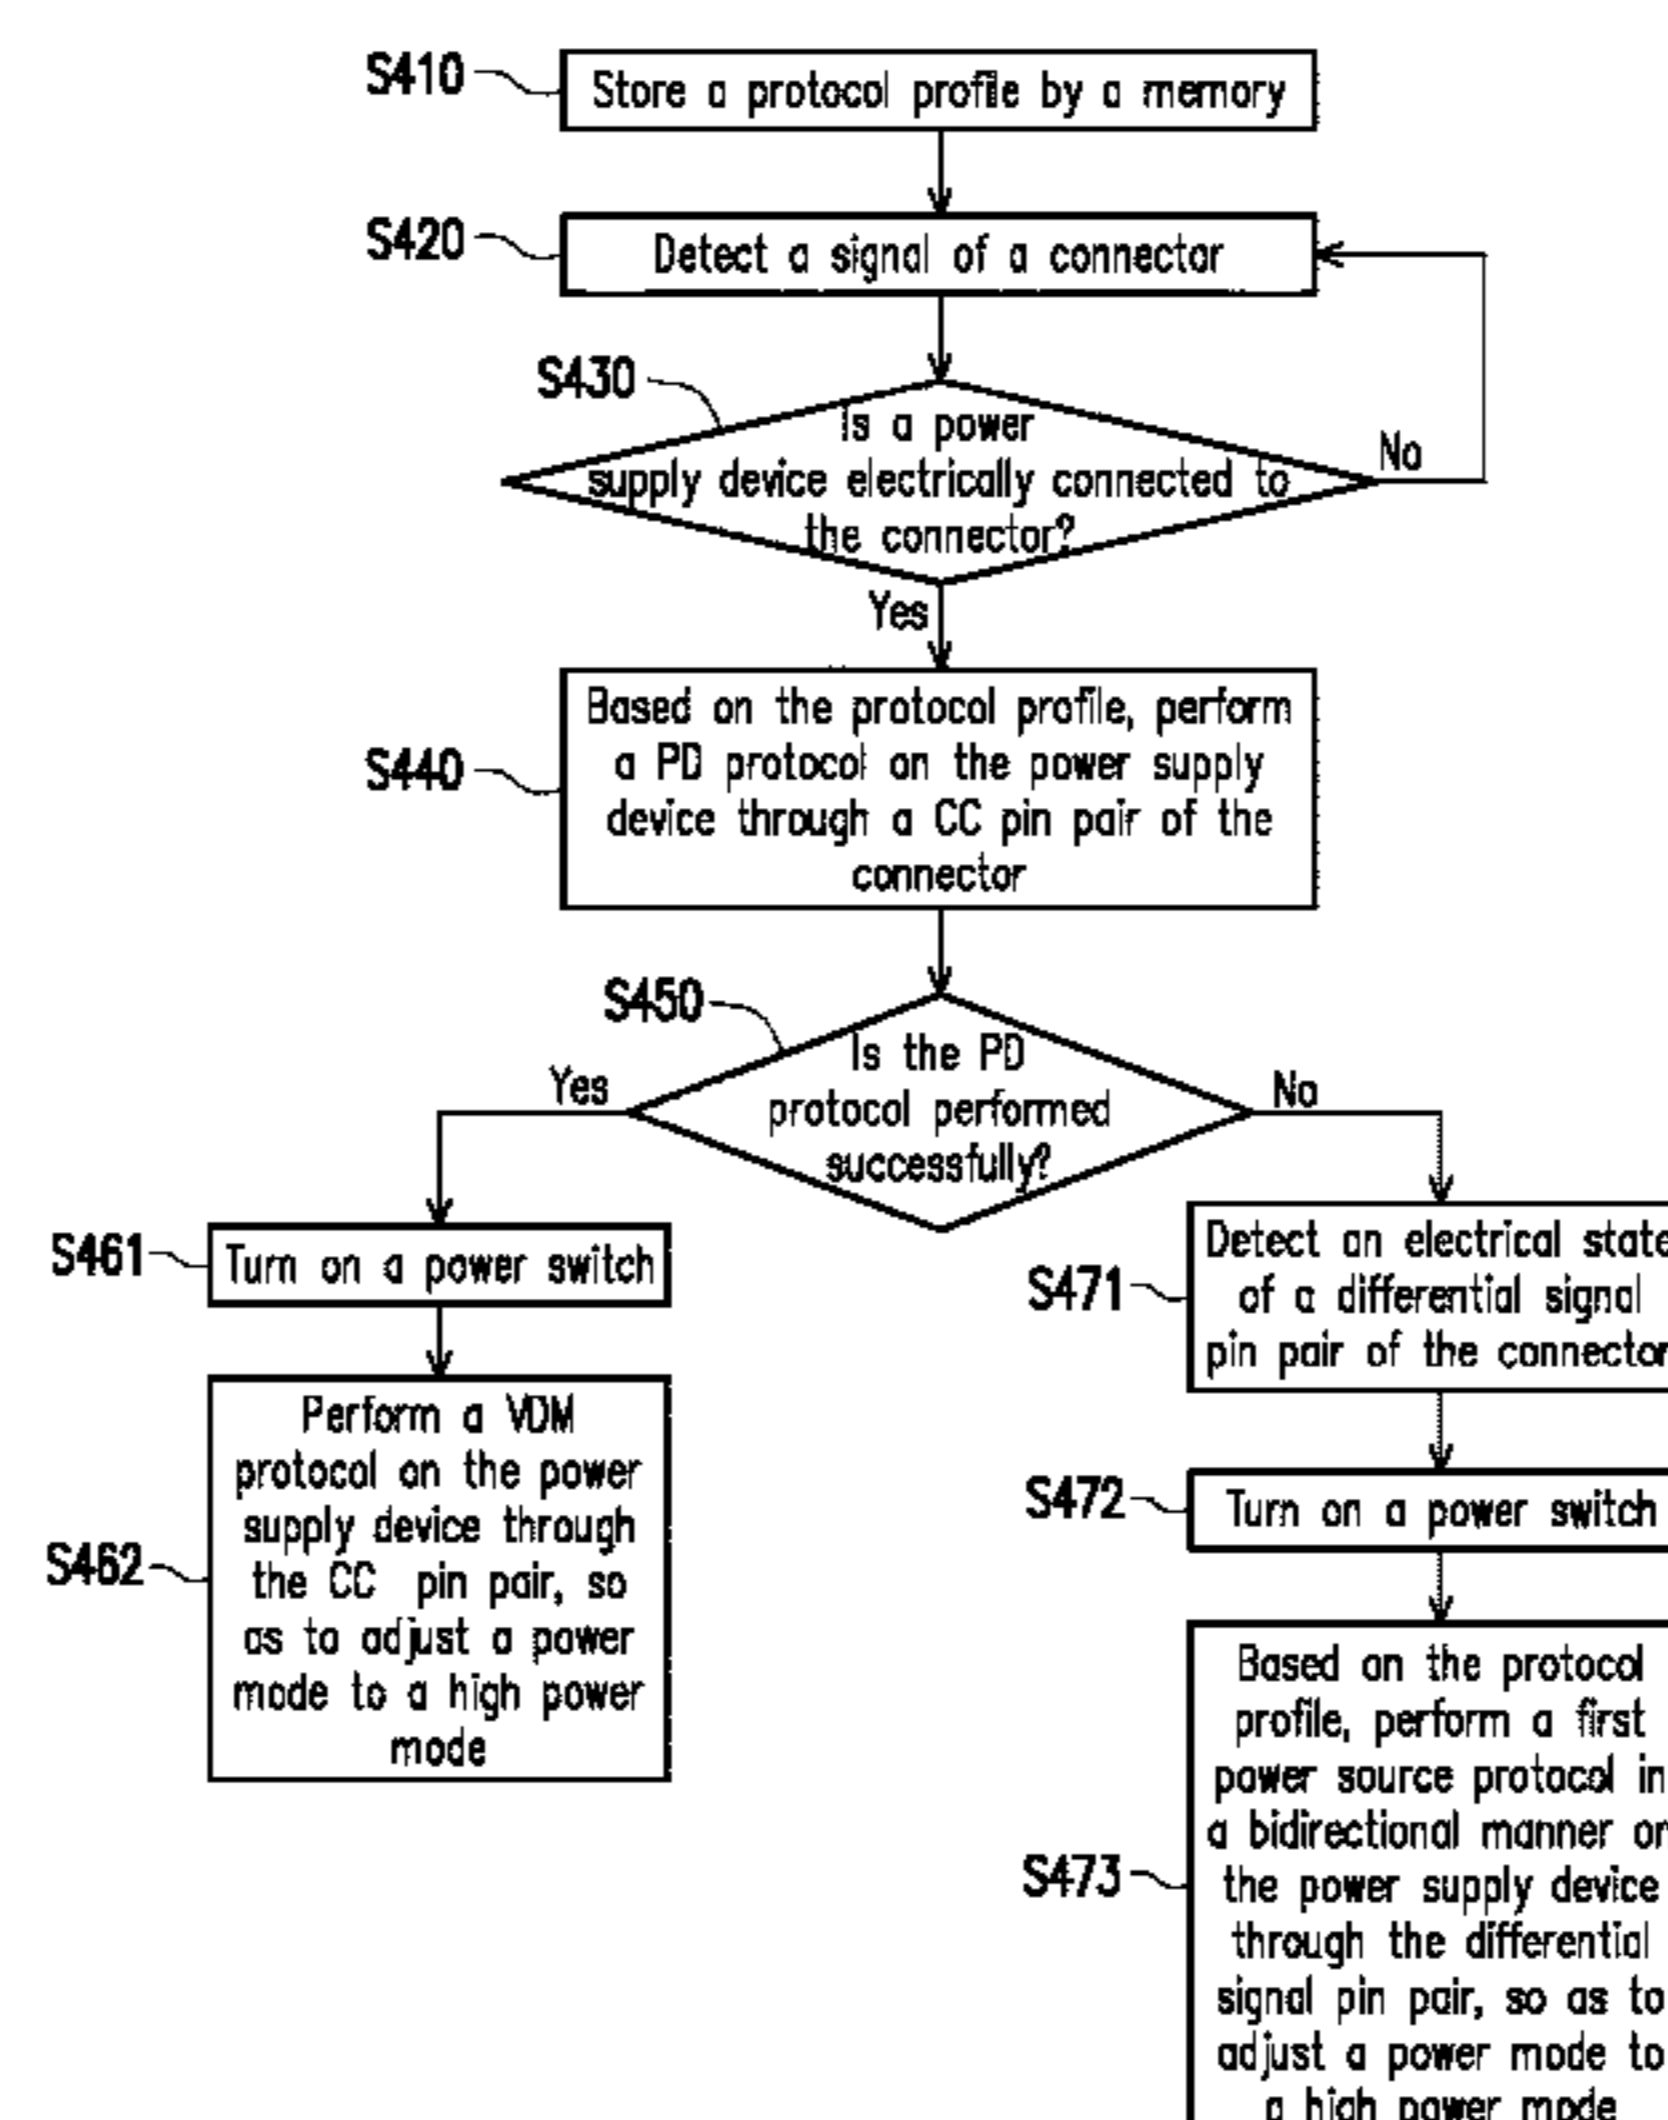 S410
Store a protocol profile by a memory
S420
Detect a signal of a connector
S430
Is a power
supply device electrically connected to
the connector?
No
Yes
S440
Based on the protocol profile, perform
a PD protocol on the power supply
device through a CC pin pair of the
connector
S450
Is the PD
protocol performed
successfully?
Yes
No
S461
Turn on a power switch
S462
Perform a VDM
protocol on the power
supply device through
the CC pin pair, so
as to adjust a power
mode to a high power
mode
S471
Detect an electrical state
of a differential signal
pin pair of the connector
S472
Turn on a power switch
S473
Based on the protocol
profile, perform a first
power source protocol in
a bidirectional manner on
the power supply device
through the differential
signal pin pair, so as to
adjust a power mode to
a high power mode